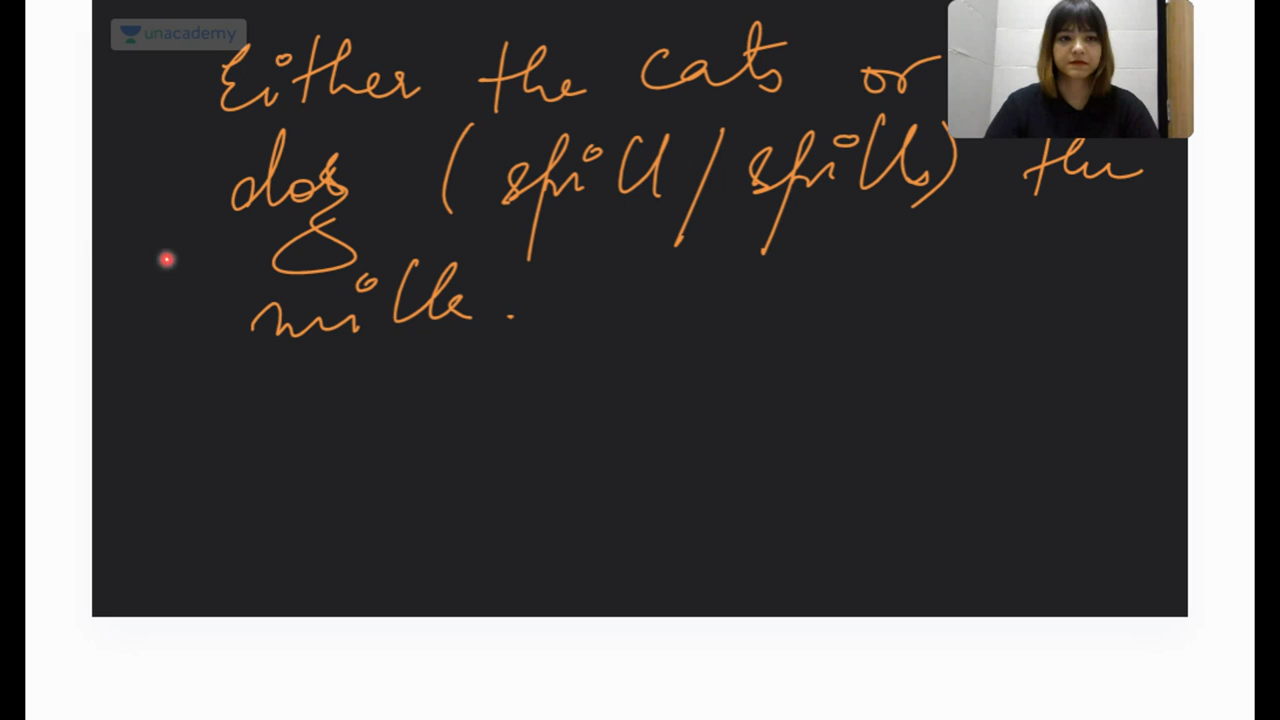 unacademy
Either the cats or
dog (spill/spills) the
milk.